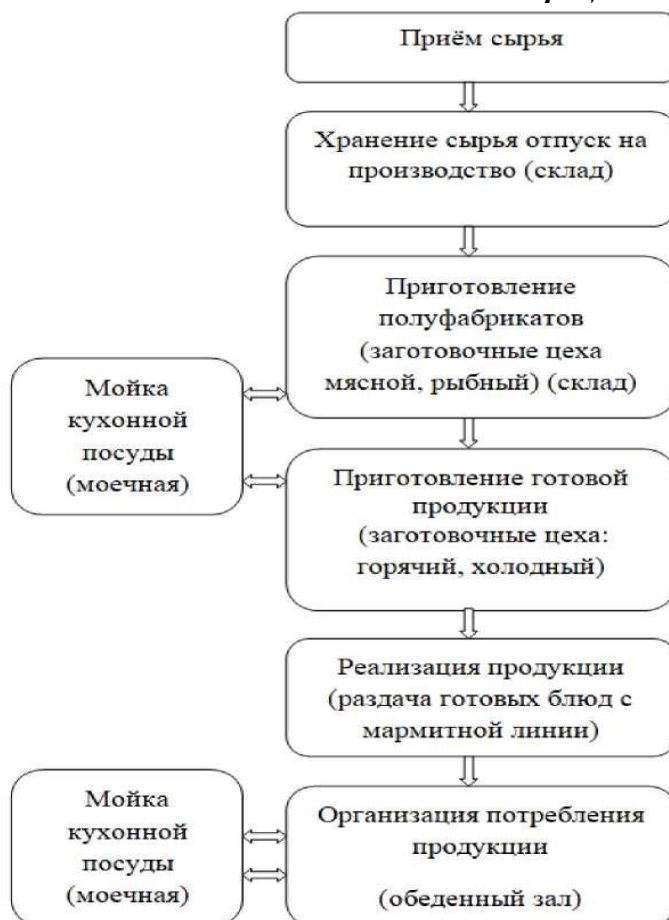 Приём сырья
Хранение сырья отпуск на
производство (склад)
Приготовление
полуфабрикатов
(заготовочные цеха
мясной, рыбный) (склад)
Мойка
кухонной
посуды
(моечная)
Приготовление готовой
продукции
(заготовочные цеха:
горячий, холодный)
Реализация продукции
(раздача готовых блюд с
мармитной линии)
Мойка
кухонной
посуды
(моечная)
Организация потребления
продукции
(обеденный зал)